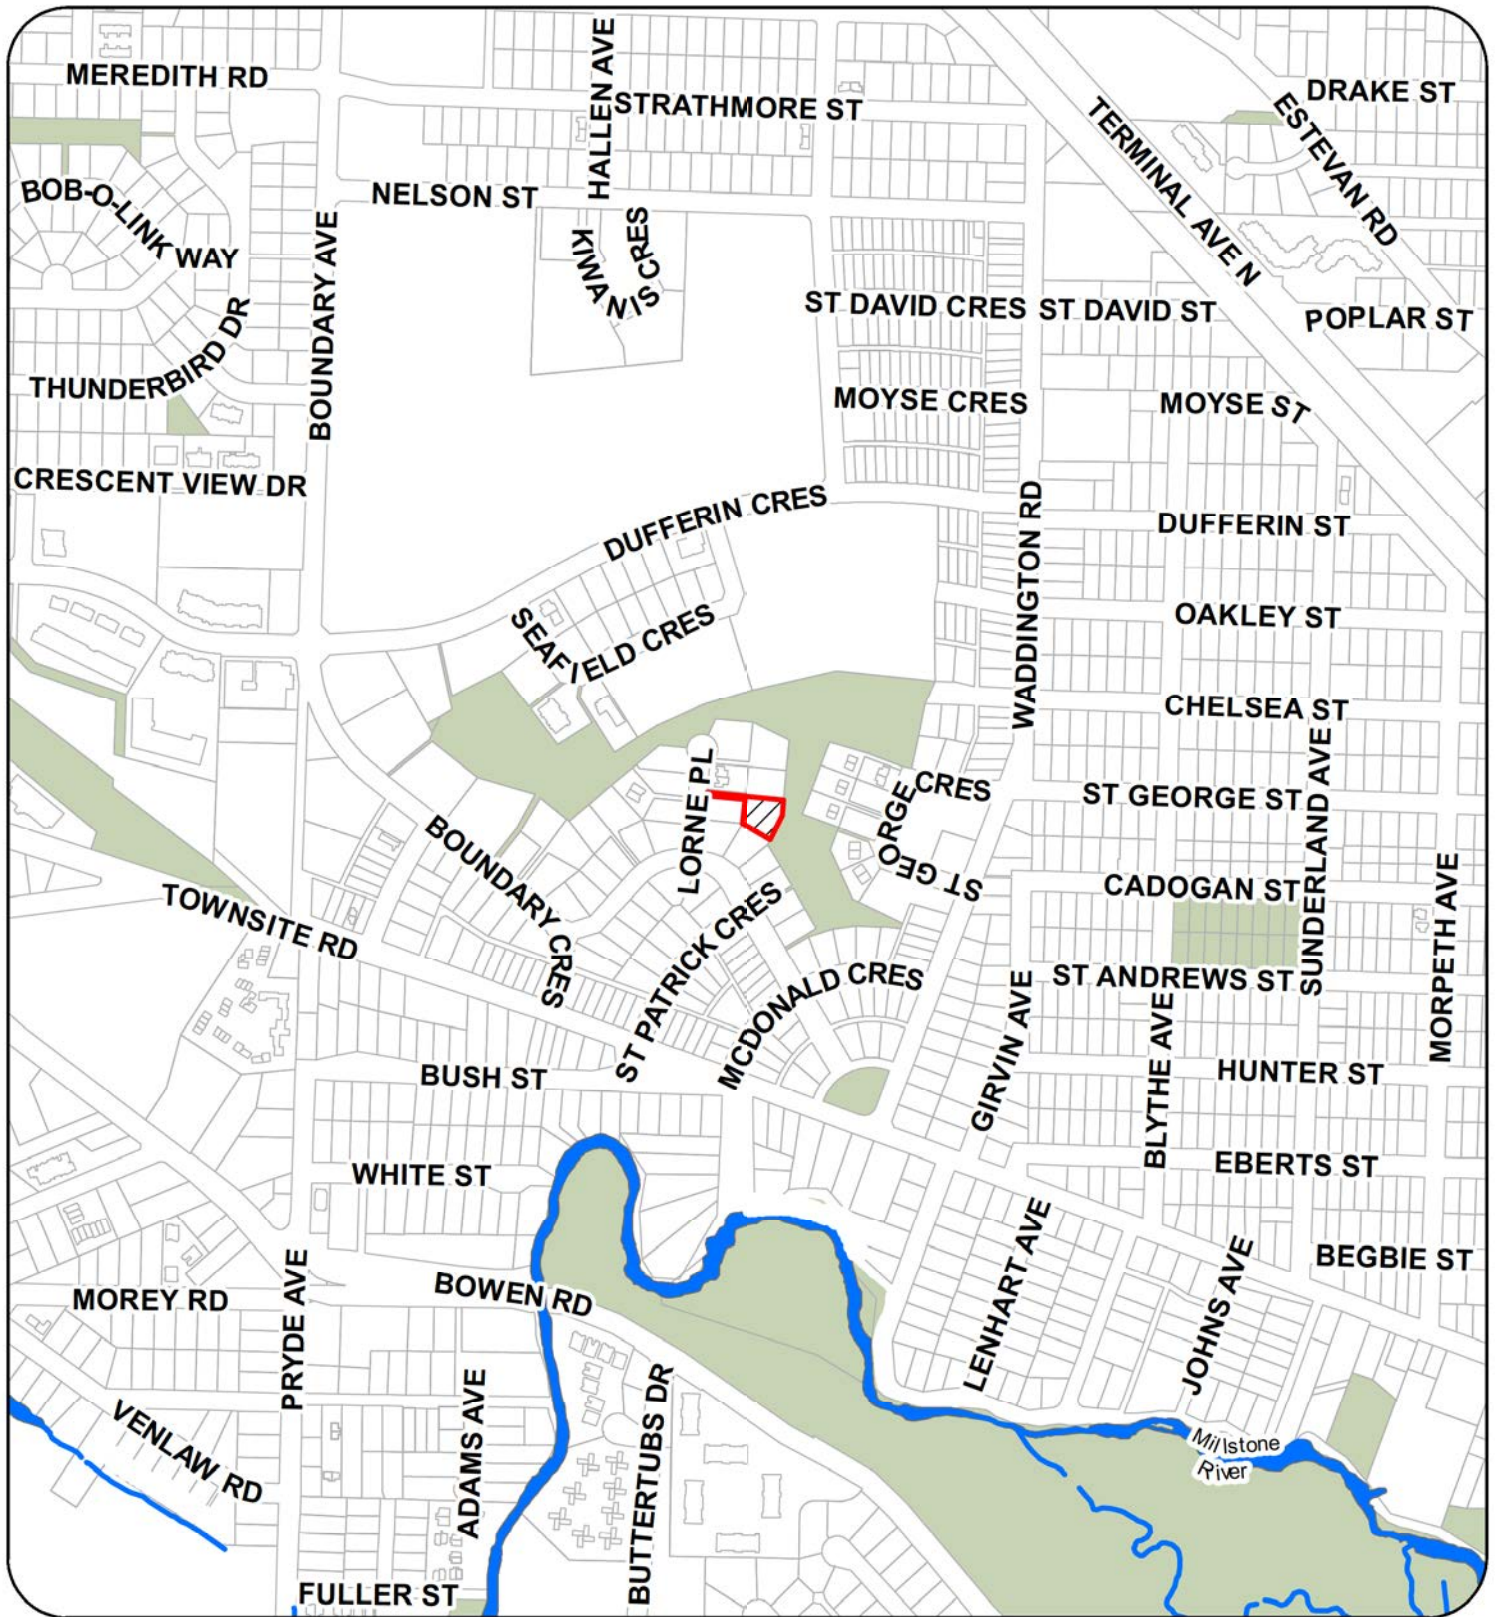 MEREDITH RD
HALLEN AVE
STRATHMORE ST
DRAKE ST
ESTEVAN RD
TERMINAL AVE N
BOB-O-LINK WAY
NELSON ST
BOUNDARY AVE
KIWANIS CRES
THUNDERBIRD DR
ST DAVID CRES
ST DAVID ST
POPLAR ST
MOYSE CRES
MOYSE ST
CRESCENT VIEW DR
DUFFERIN CRES
WADDINGTON RD
DUFFERIN ST
SEAFIELD CRES
OAKLEY ST
CHELSEA ST
LORNE PL
ST GEORGE CRES
ST GEORGE ST
SUNDERLAND AVE
BOUNDARY CRES
TOWNSITE RD
ST PATRICK CRES
CADOGAN ST
MORPETH AVE
MCDONALD CRES
ST ANDREWS ST
GIRVIN AVE
BLYTHE AVE
BUSH ST
HUNTER ST
WHITE ST
EBERTS ST
LENHART AVE
JOHNS AVE
BEGBIE ST
MOREY RD
PRYDE AVE
BOWEN RD
VENLAW RD
ADAMS AVE
BUTTERTUBS DR
Millstone
River
FULLER ST